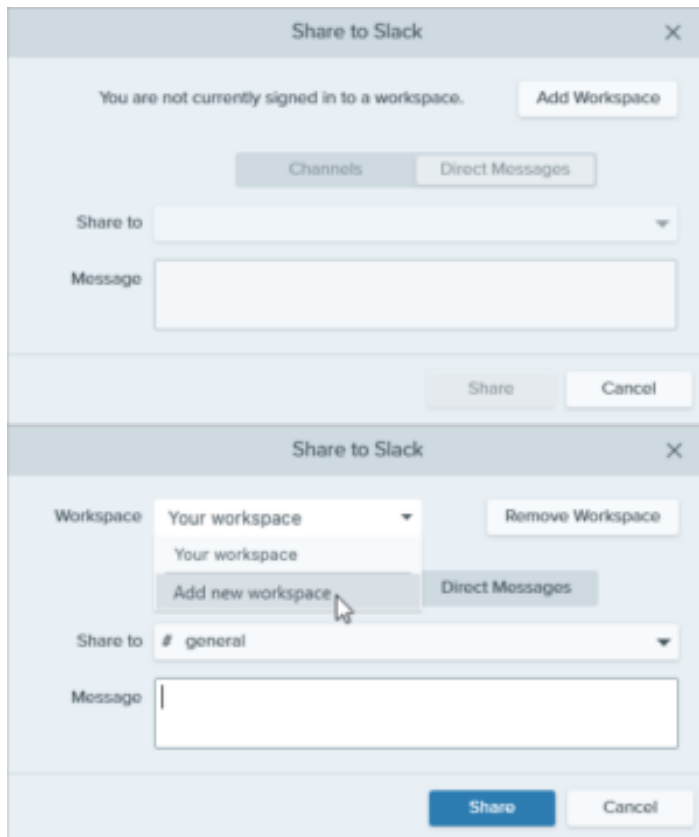 Share to Slack
You are not currently signed in to a workspace.
Add Workspace
Channels
Direct Messages
Share to
Message
Share
Cancel
Share to Slack
Workspace
Your workspace
Remove Workspace
Your workspace
Add new workspace
Direct Messages
Share to
# general
Message
Share
Cancel